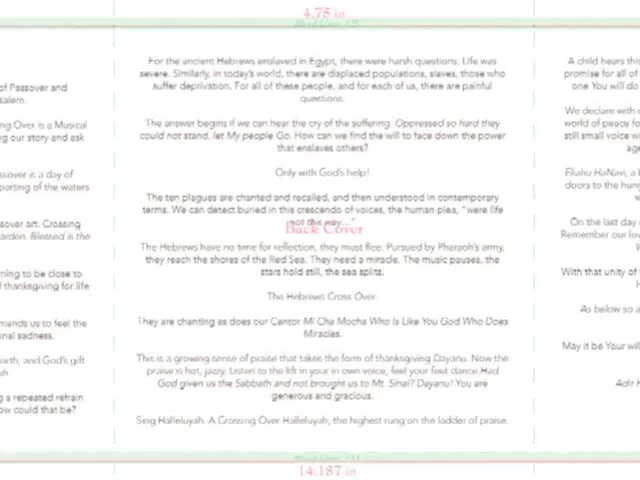 4.75 in
For the ancient Hebrews enslaved in Egypt, there were harsh questions. Life was
severe. Similarly, in today's world, there are displaced populations, slaves, those who
suffer deprivation. For all of these people, and for each of us, there are painful
questions.
The answer begins if we can hear the cry of the suffering. Oppressed so hard they
could not stand, let My people Go. How can we find the will to face down the power
that enslaves others?
Only with God's help!
The ten plagues are chanted and recalled, and then understood in contemporary
terms. We can detect buried in this crescendo of voices, the human plea, "were life
not this way..."
Back Cover
The Hebrews have no time for reflection, they must flee. Pursued by Pharaoh's army,
they reach the shores of the Red Sea. They need a miracle. The music pauses, the
stars hold still, the sea splits.
The Hebrews Cross Over.
They are chanting as does our Cantor Mi Cha Mocha Who Is Like You God Who Does
Miracles.
This is a growing sense of praise that takes the form of thanksgiving Dayanu. Now the
praise is hot, jazzy. Listen to the lift in your in own voice, feel your feet dance Had
God given us the Sabbath and not brought us to Mt. Sinai? Dayanu! You are
generous and gracious.
Sing Halleluyah. A Crossing Over Halleluyah; the highest rung on the ladder of praise.
14.187 in
of Passover and
salem.
ng Over is a Musical
ng our story and ask
ssover is a day of
parting of the waters
sover art. Crossing
arden. Blessed is the
ning to be close to
f thanksgiving for life
mands us to feel the
onal sadness.
arth, and God's gift
g a repeated refrain
ow could that be?
A child hears this
promise for all of
one You will do
We declare with
world of peace fo
still small voice w
age
Eliahu HaNavi, a
doors to the hung
On the last day
Remember our lov
With that unity of
As below so a
May it be Your will
Adir H